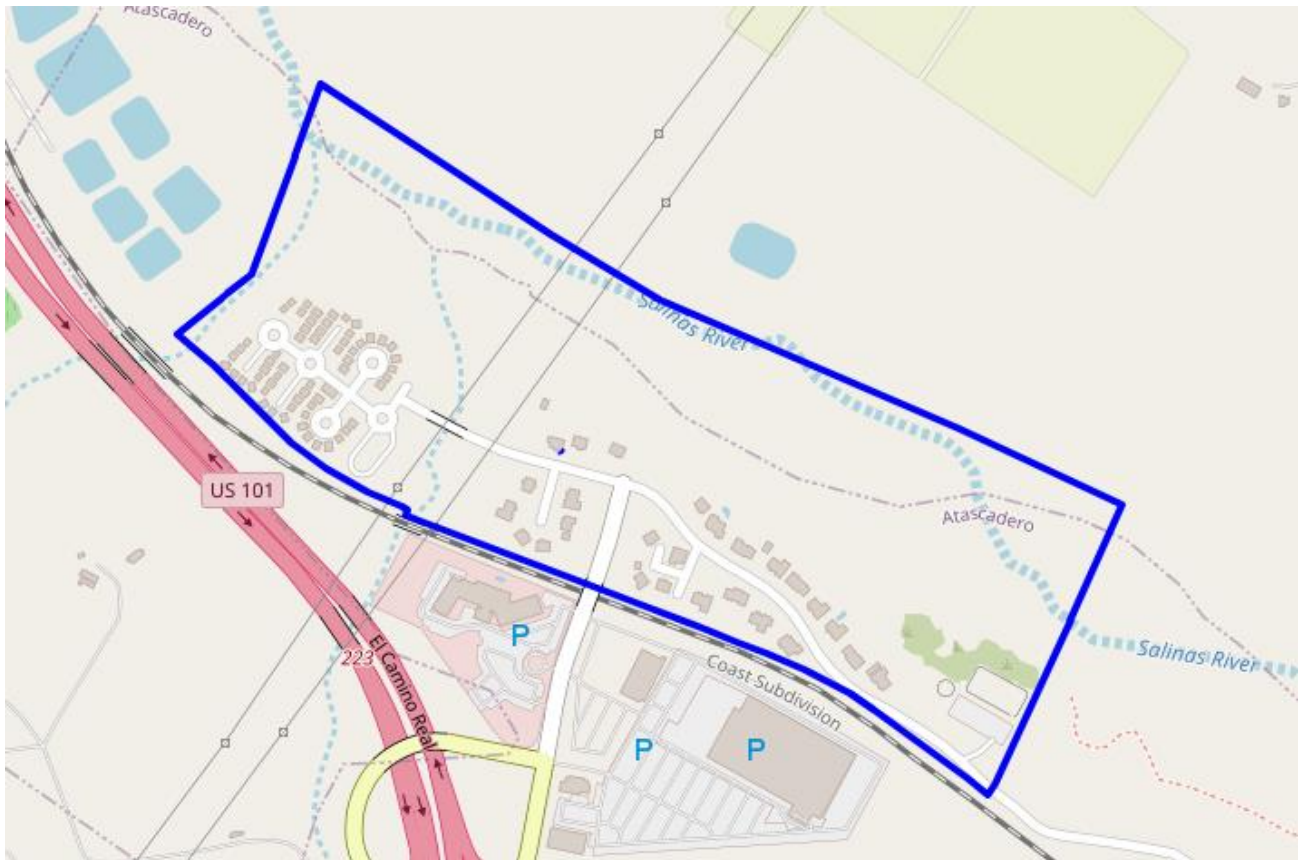 Atascadero
Salinas River
US 101
Atascadero
Salinas River
223
El Camino Real
P
Coast Subdivision
P
P